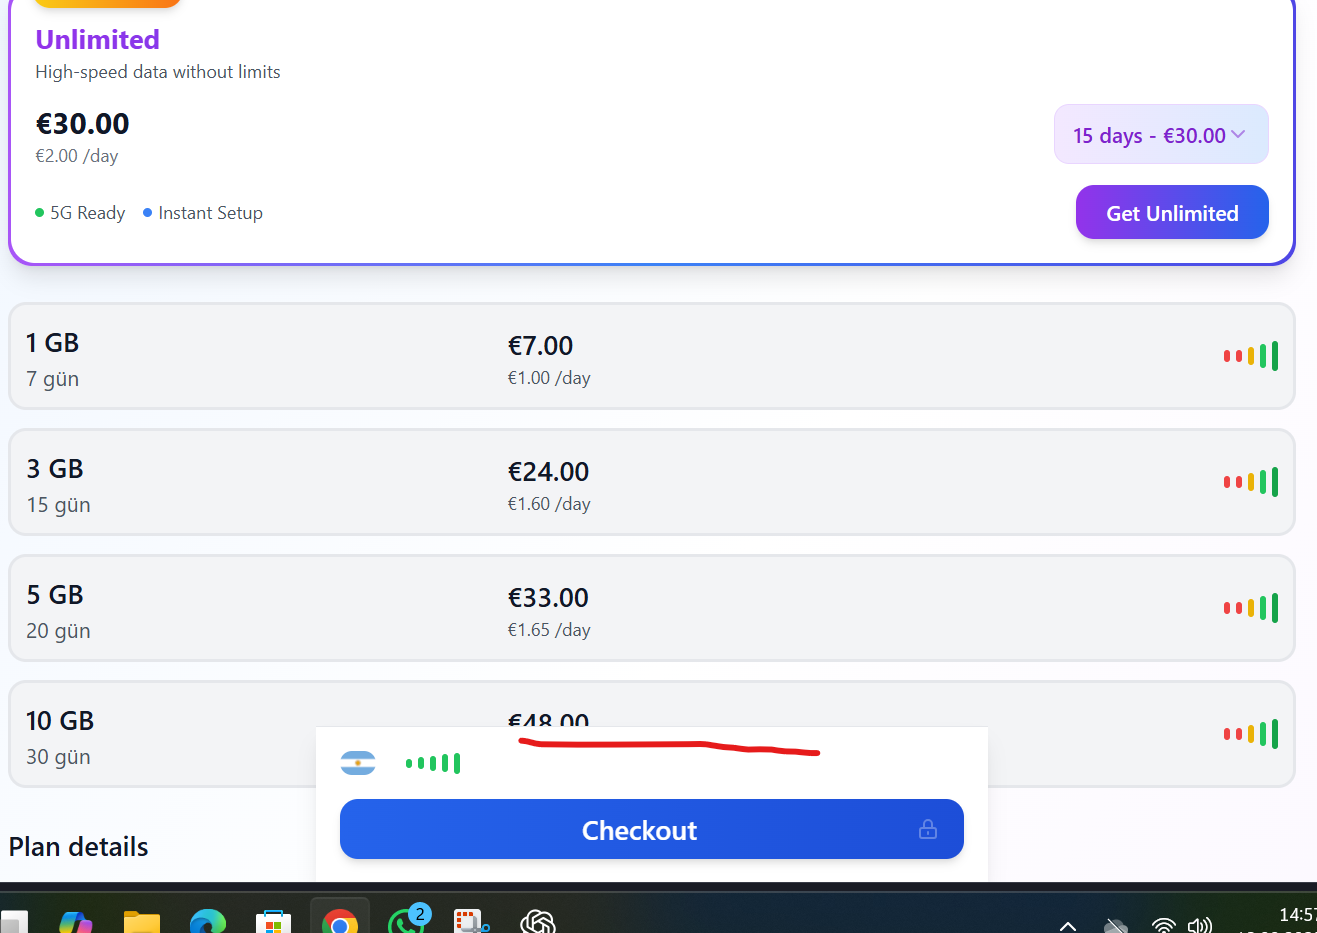 Unlimited
High-speed data without limits
€30.00
€2.00 /day
15 days - €30.00
5G Ready
Instant Setup
Get Unlimited
1 GB
7 gün
€7.00
€1.00 /day
3 GB
15 gün
€24.00
€1.60 /day
5 GB
20 gün
€33.00
€1.65 /day
10 GB
30 gün
€48.00
Checkout
Plan details
2
14:57